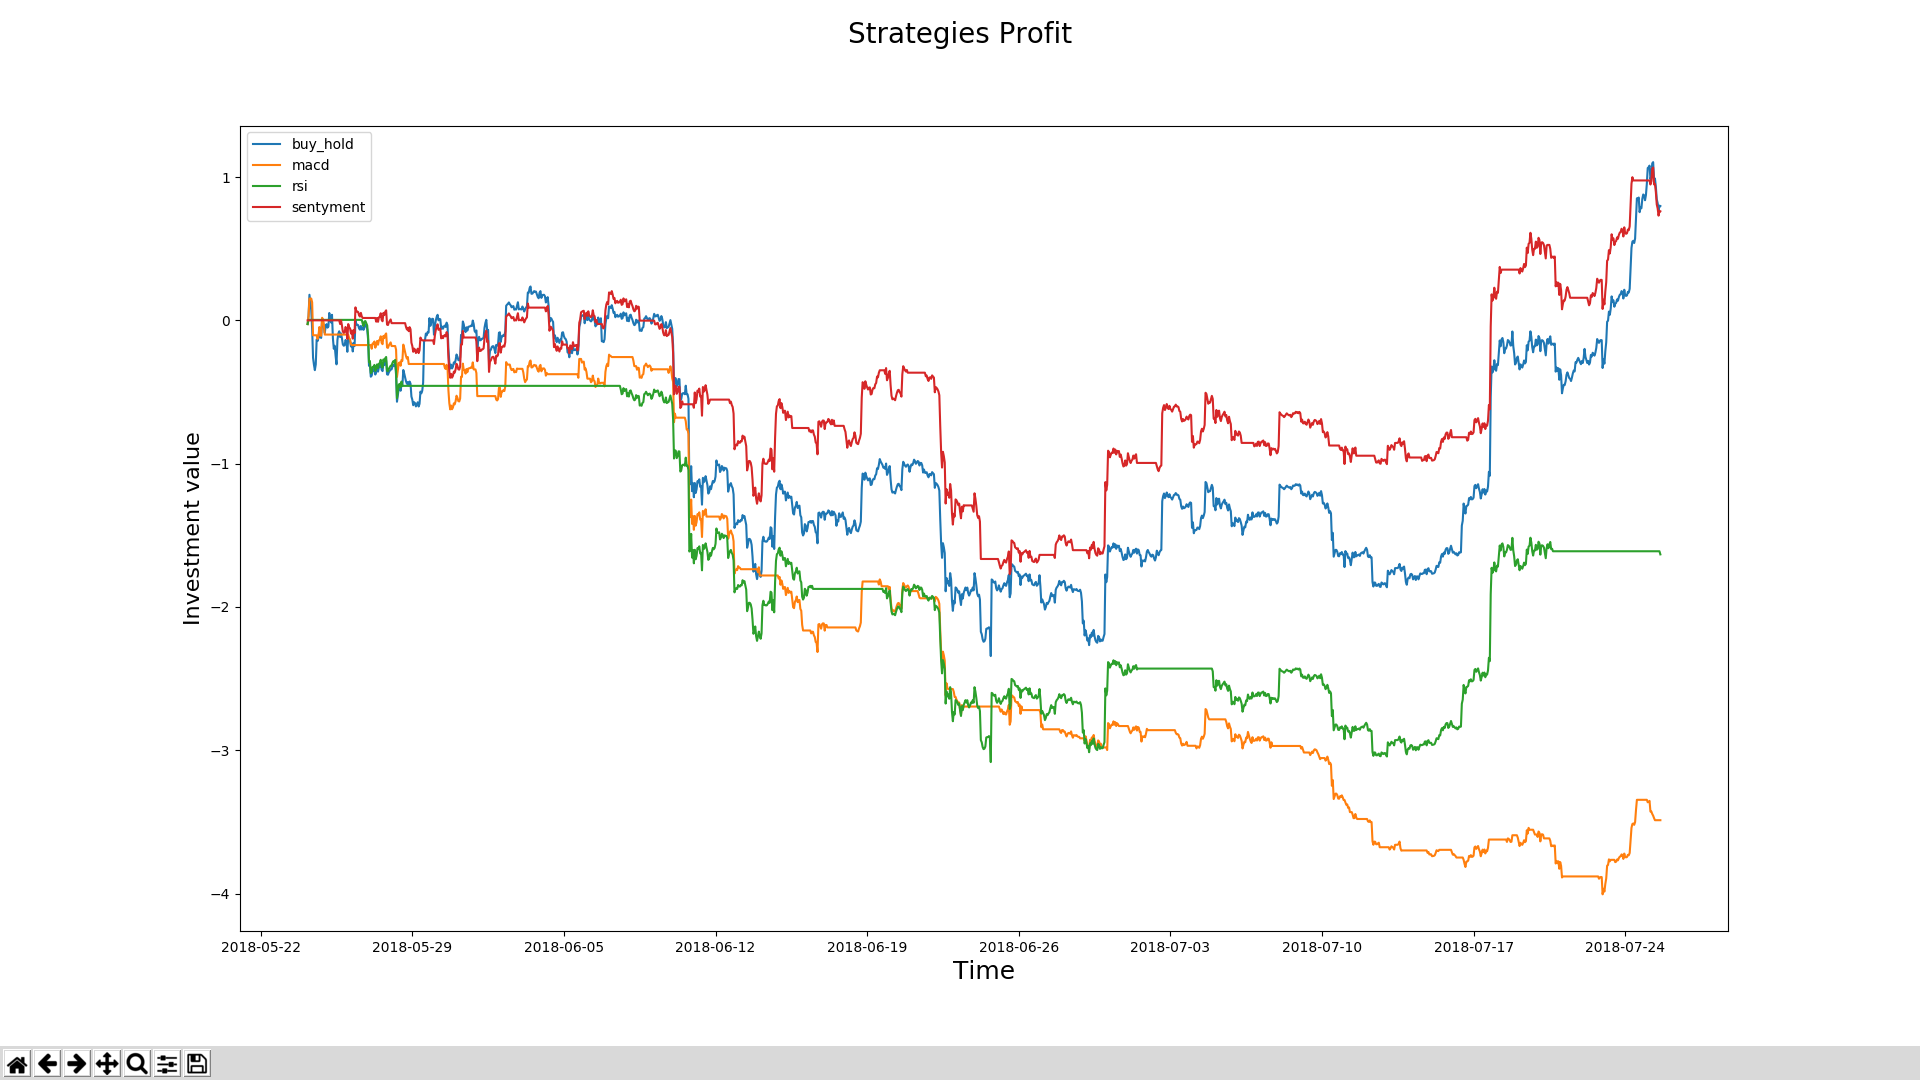 Strategies Profit
buy_hold
macd
rsi
sentyment
Investment value
1
0
−1
−2
−3
−4
2018-05-22 2018-05-29 2018-06-05 2018-06-12 2018-06-19 2018-06-26 2018-07-03 2018-07-10 2018-07-17 2018-07-24
Time